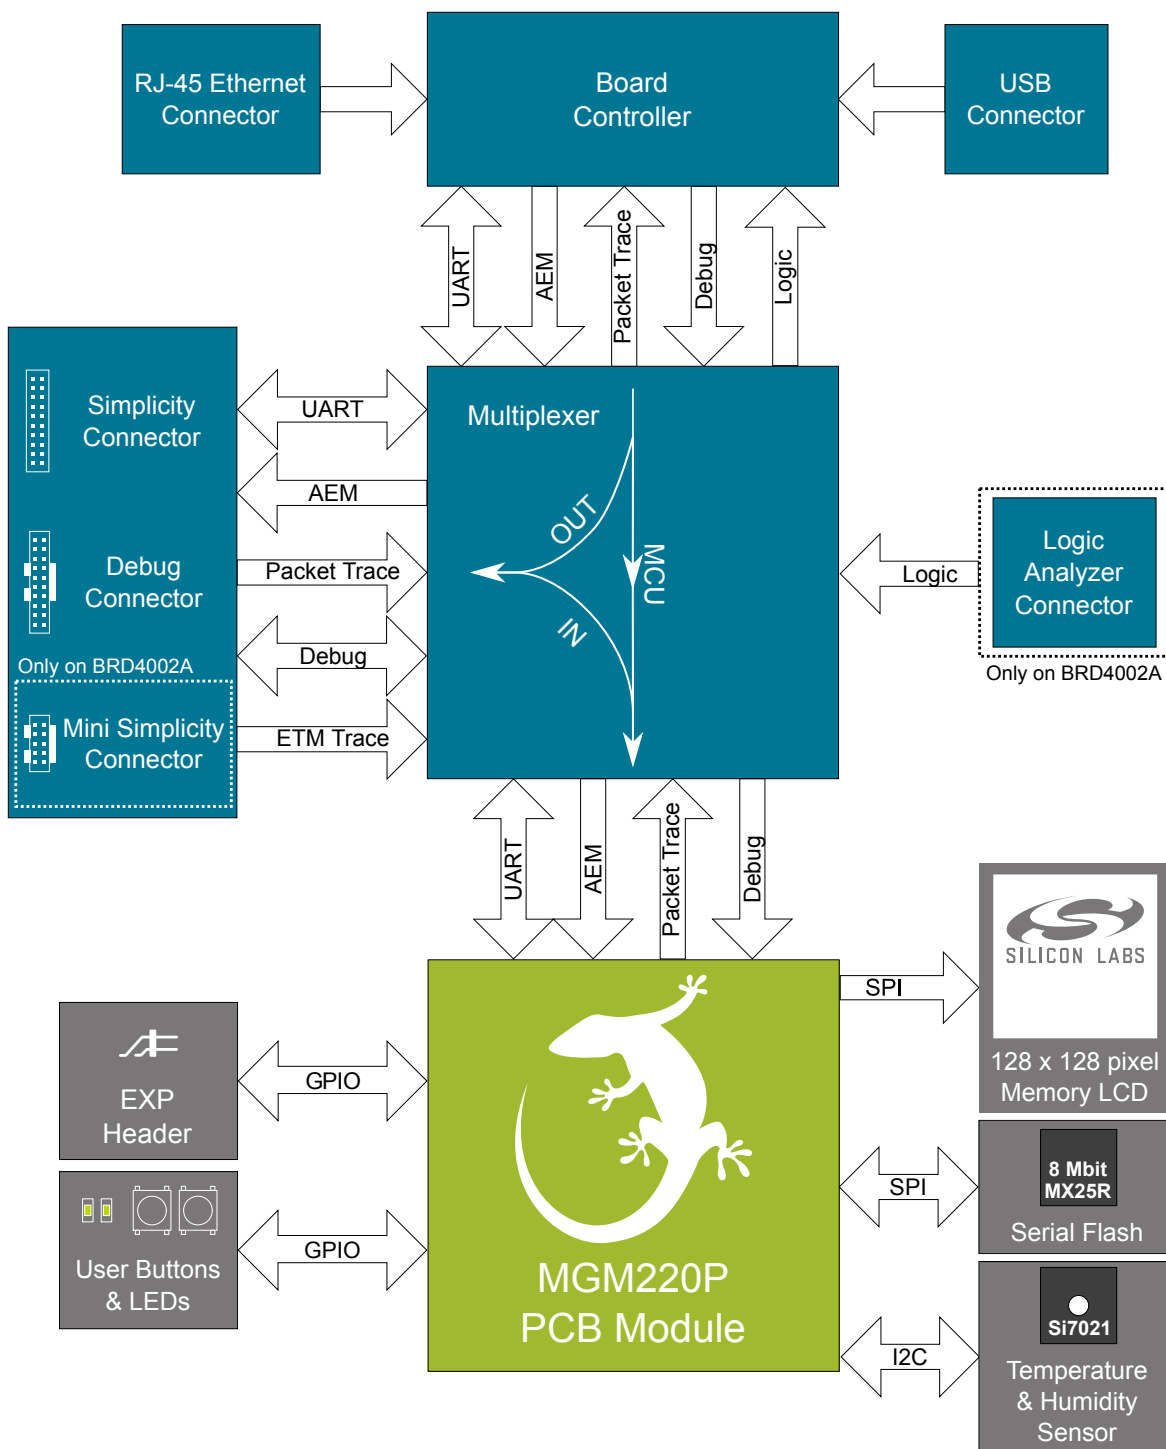 RJ-45 Ethernet
Connector
Board
Controller
USB
Connector
UART
AEM
Packet Trace
Debug
Logic
Simplicity
Connector
Debug
Connector
Only on BRD4002A
Mini Simplicity
Connector
UART
AEM
Packet Trace
Debug
ETM Trace
Multiplexer
OUT
IN
MCU
Logic
Logic
Analyzer
Connector
Only on BRD4002A
UART
AEM
Packet Trace
Debug
EXP
Header
GPIO
User Buttons
& LEDs
GPIO
MGM220P
PCB Module
SPI
SILICON LABS
128 x 128 pixel
Memory LCD
SPI
8 Mbit
MX25R
Serial Flash
I2C
Si7021
Temperature
& Humidity
Sensor